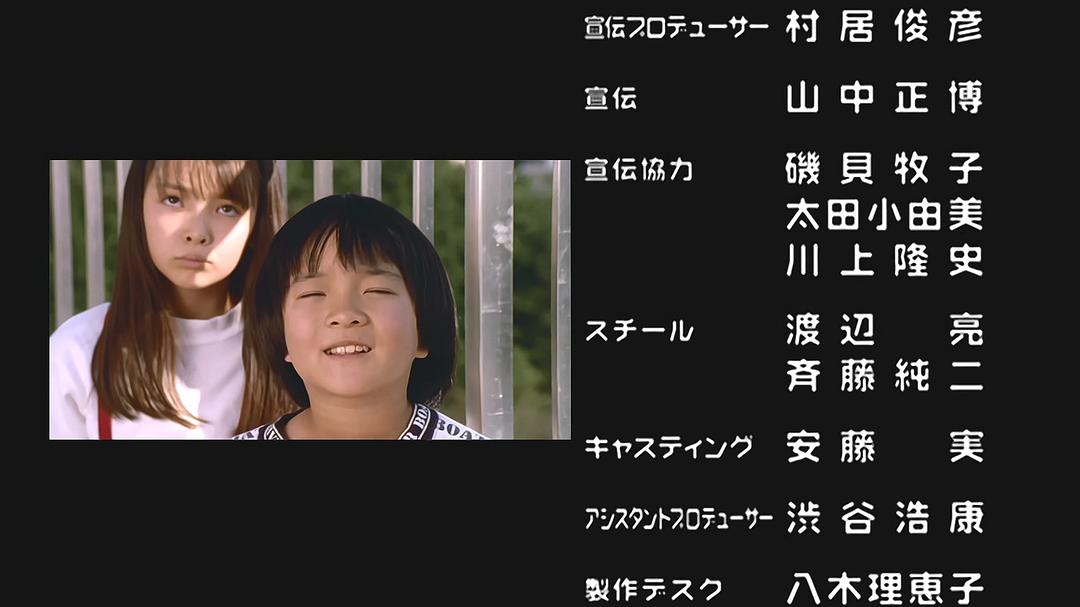 宣伝プロデューサー 村居俊彦
宣伝 山中正博
宣伝協力 磯貝牧子
太田小由美
川上隆史
スチール 渡辺 亮
斉藤純二
キャスティング 安藤 実
アシスタントプロデューサー 渋谷浩康
製作デスク 八木理恵子